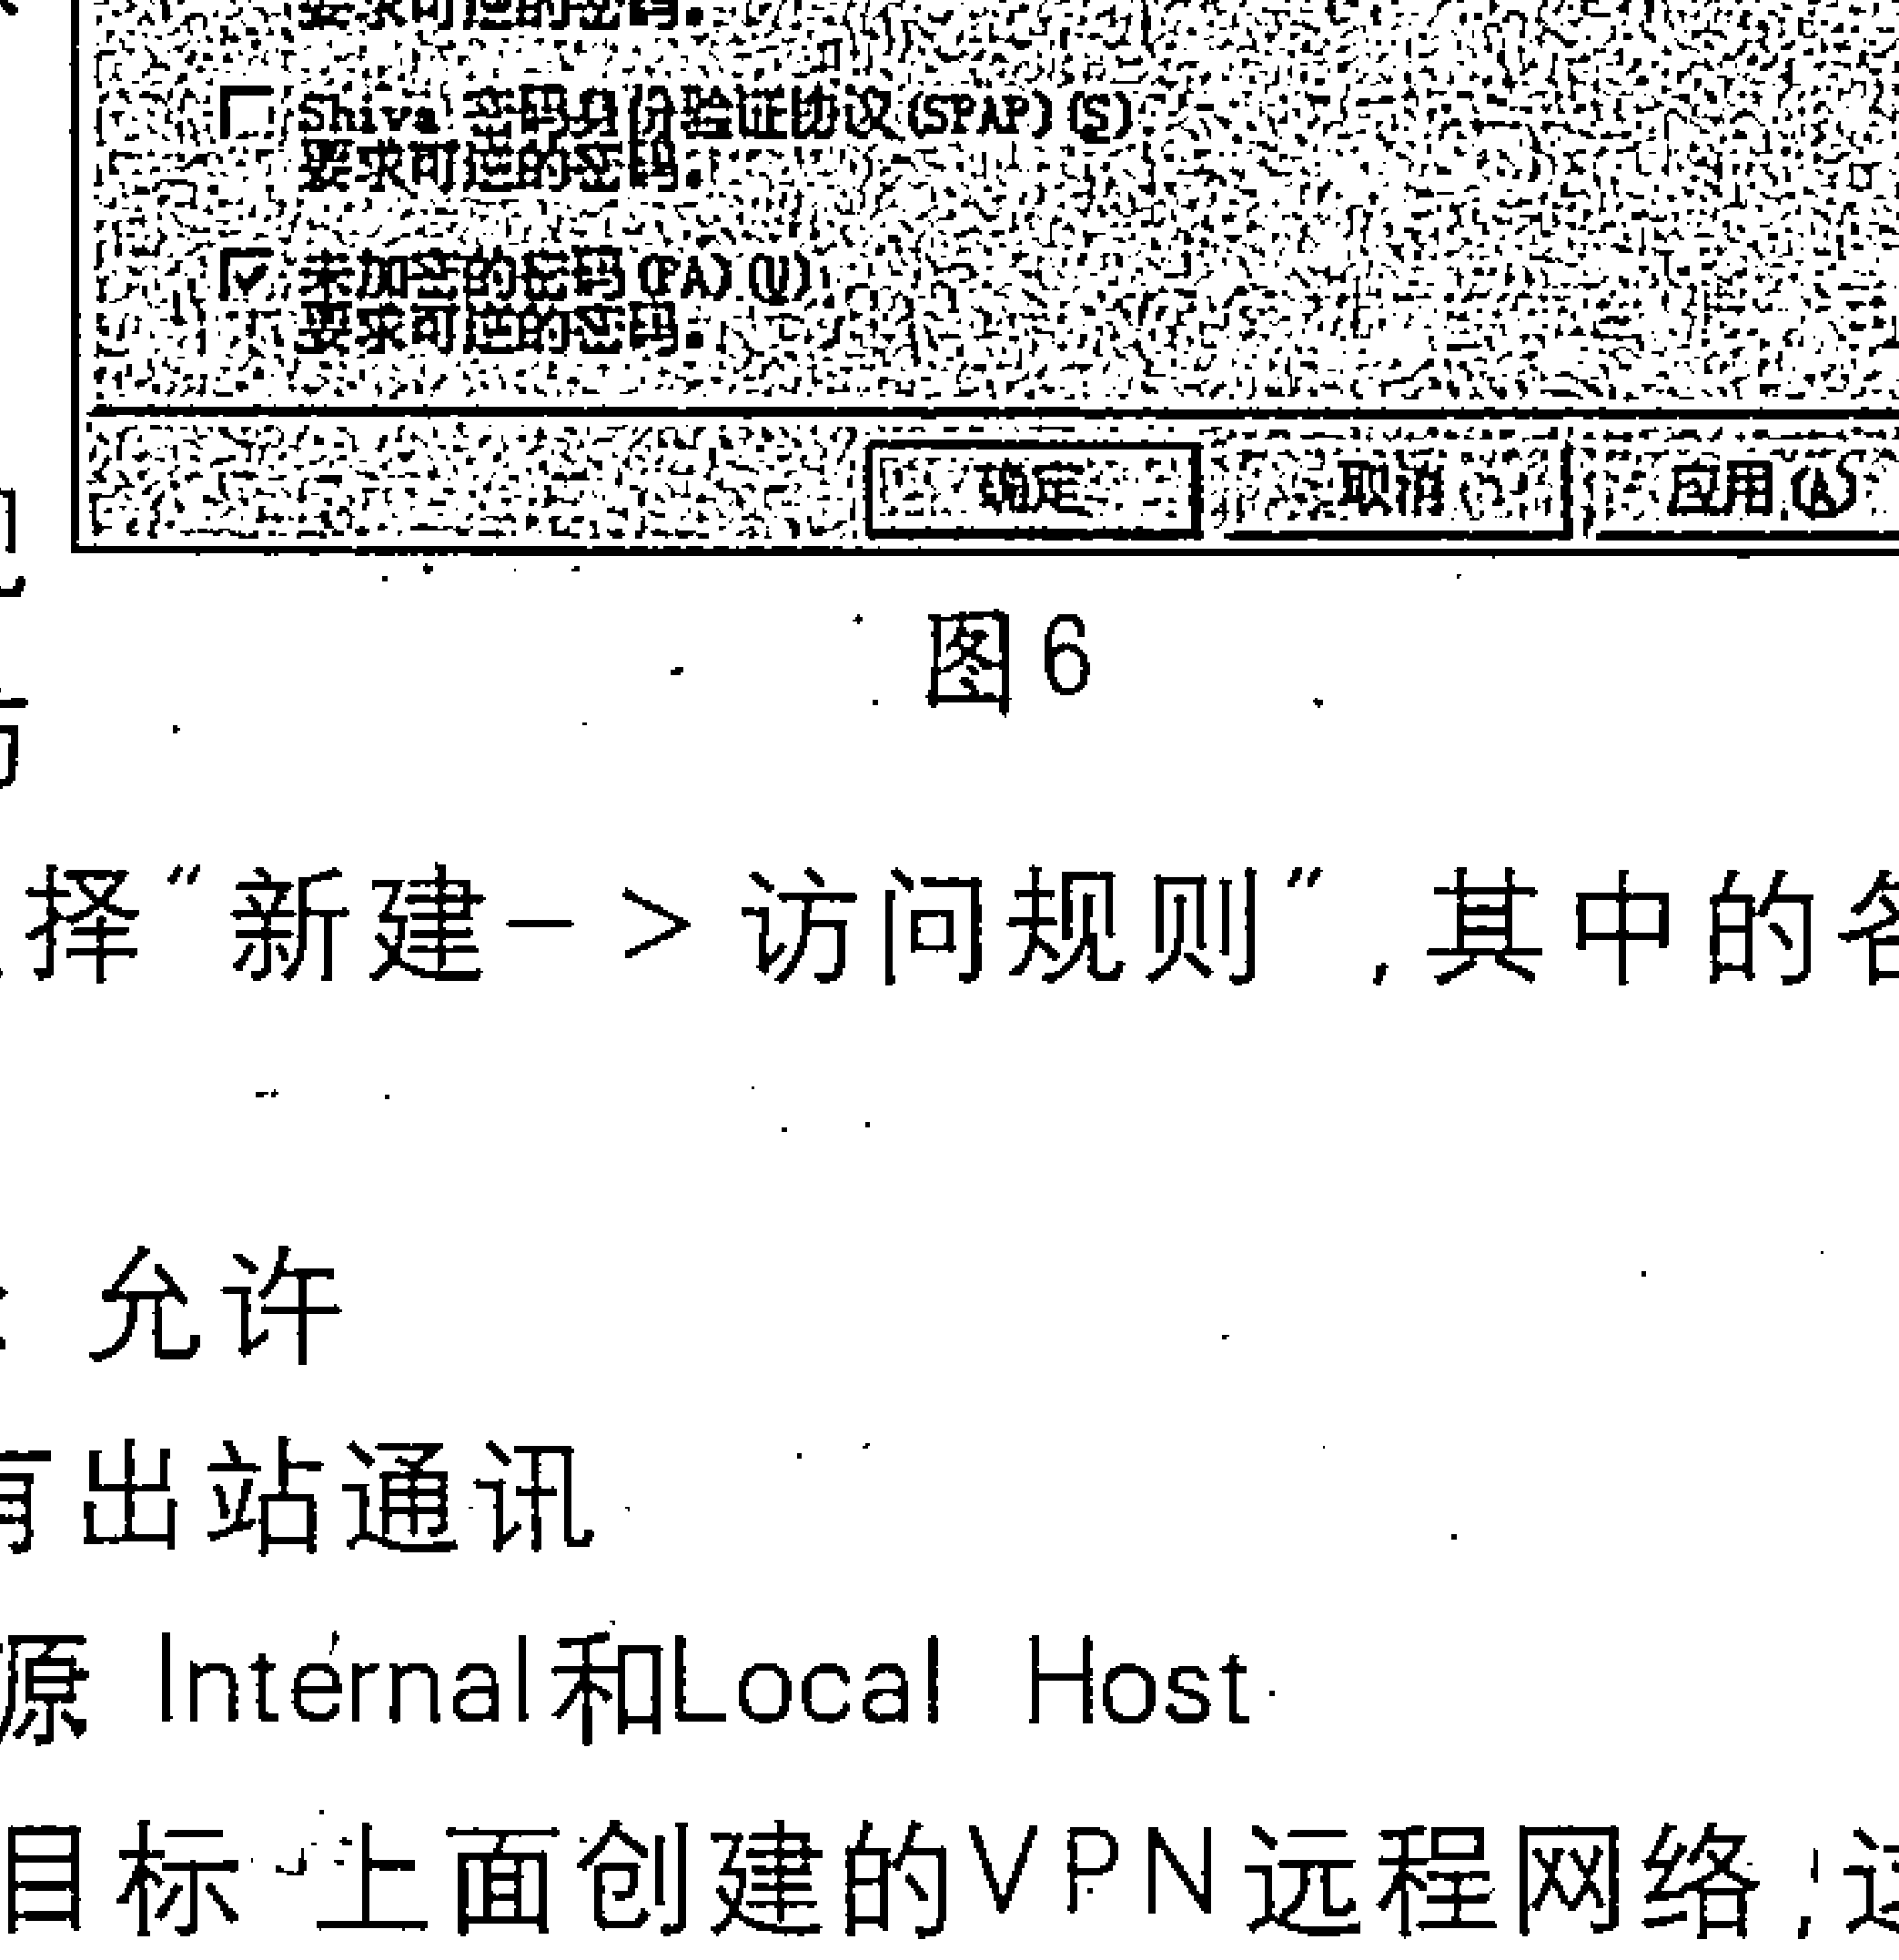 要求可逆的密码。
Shiva 密码身份验证协议(SPAP)(S)
要求可逆的密码。
未加密的密码(PA)(U)
要求可逆的密码。
确定 取消 应用(A)
图6
择“新建->访问规则”,其中的各
允许
有出站通讯
源 Internal和Local Host
目标 上面创建的VPN远程网络;这